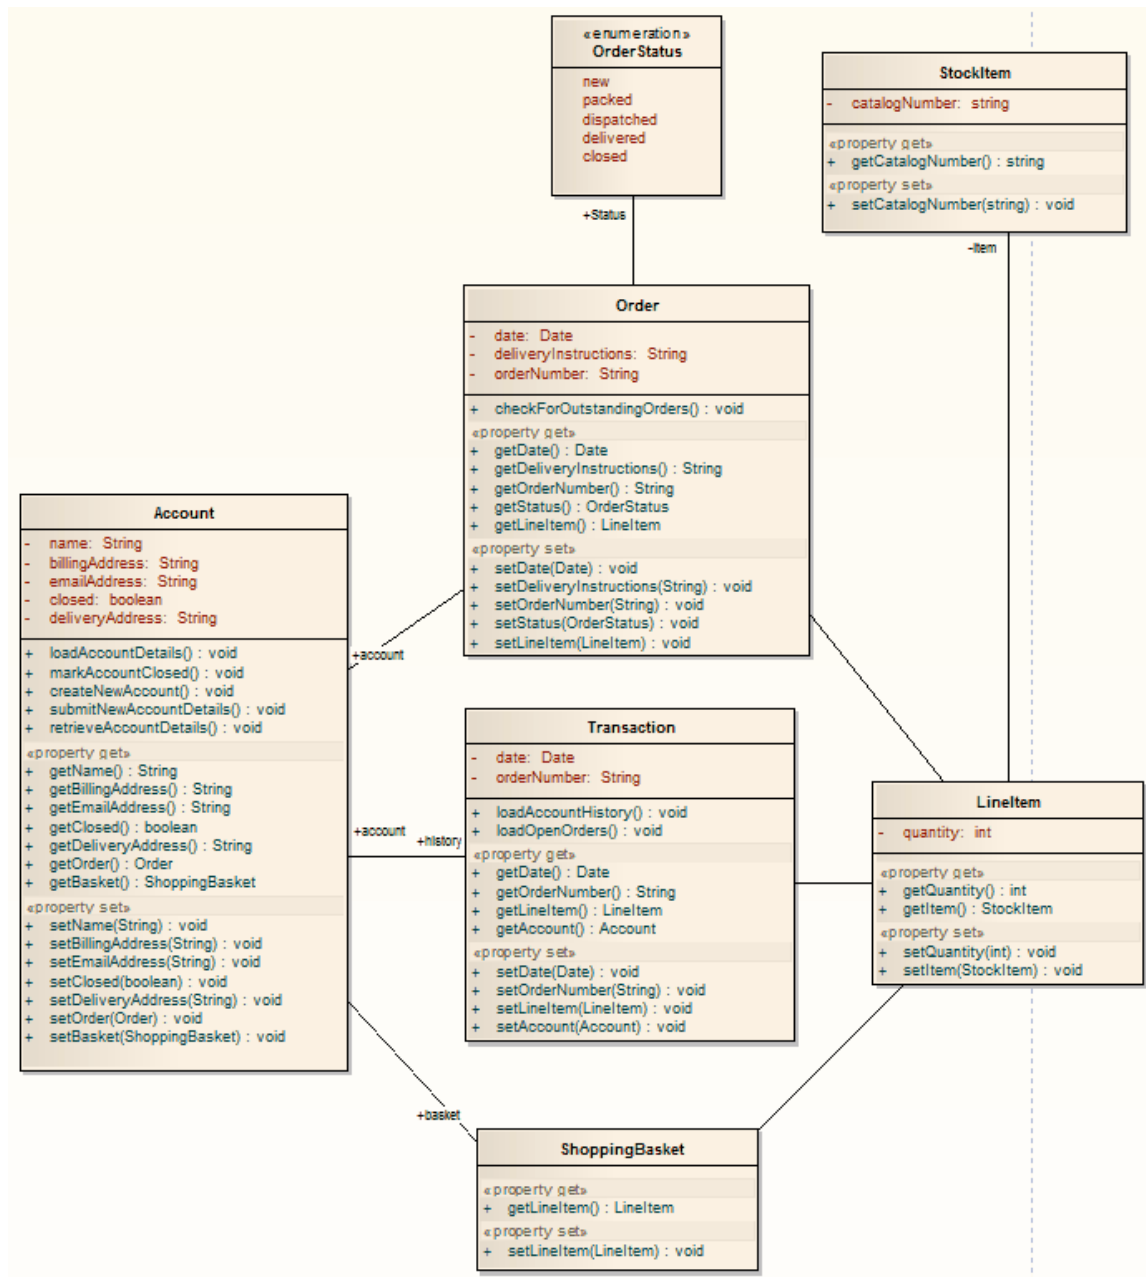 «enumeration»
OrderStatus
new
packed
dispatched
delivered
closed
+Status
StockItem
- catalogNumber: string
«property get»
+ getCatalogNumber() : string
«property set»
+ setCatalogNumber(string) : void
-Item
Order
- date: Date
- deliveryInstructions: String
- orderNumber: String
+ checkForOutstandingOrders() : void
«property get»
+ getDate() : Date
+ getDeliveryInstructions() : String
+ getOrderNumber() : String
+ getStatus() : OrderStatus
+ getLineItem() : LineItem
«property set»
+ setDate(Date) : void
+ setDeliveryInstructions(String) : void
+ setOrderNumber(String) : void
+ setStatus(OrderStatus) : void
+ setLineItem(LineItem) : void
Account
- name: String
- billingAddress: String
- emailAddress: String
- closed: boolean
- deliveryAddress: String
+ loadAccountDetails() : void
+ markAccountClosed() : void
+ createNewAccount() : void
+ submitNewAccountDetails() : void
+ retrieveAccountDetails() : void
«property get»
+ getName() : String
+ getBillingAddress() : String
+ getEmailAddress() : String
+ getClosed() : boolean
+ getDeliveryAddress() : String
+ getOrder() : Order
+ getBasket() : ShoppingBasket
«property set»
+ setName(String) : void
+ setBillingAddress(String) : void
+ setEmailAddress(String) : void
+ setClosed(boolean) : void
+ setDeliveryAddress(String) : void
+ setOrder(Order) : void
+ setBasket(ShoppingBasket) : void
+account
+account
+history
+basket
Transaction
- date: Date
- orderNumber: String
+ loadAccountHistory() : void
+ loadOpenOrders() : void
«property get»
+ getDate() : Date
+ getOrderNumber() : String
+ getLineItem() : LineItem
+ getAccount() : Account
«property set»
+ setDate(Date) : void
+ setOrderNumber(String) : void
+ setLineItem(LineItem) : void
+ setAccount(Account) : void
LineItem
- quantity: int
«property get»
+ getQuantity() : int
+ getItem() : StockItem
«property set»
+ setQuantity(int) : void
+ setItem(StockItem) : void
ShoppingBasket
«property get»
+ getLineItem() : LineItem
«property set»
+ setLineItem(LineItem) : void